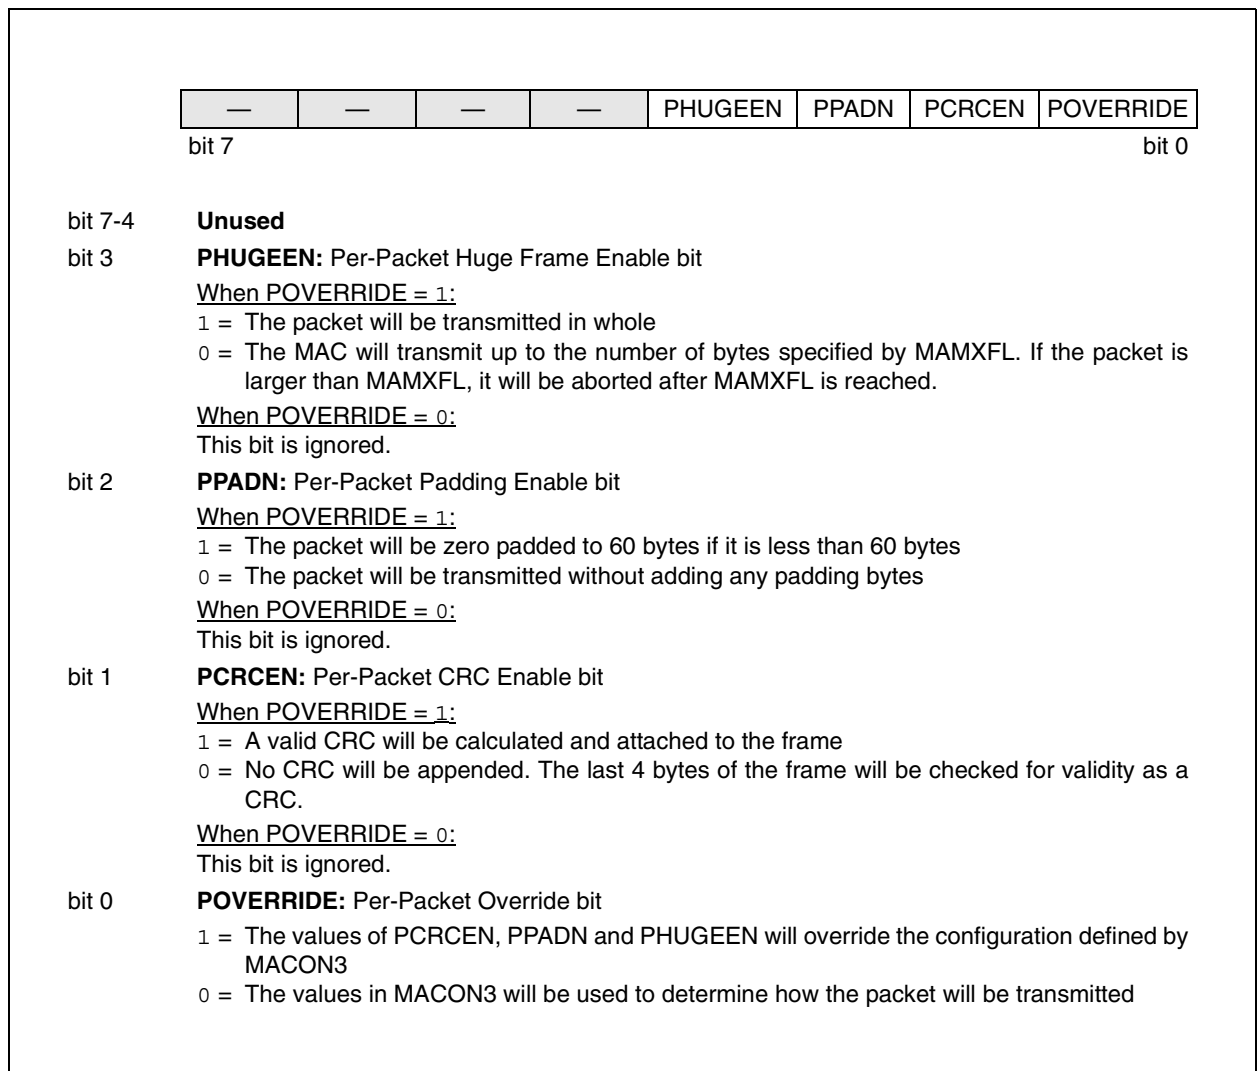 — — — — PHUGEEN PPADN PCRCEN POVERRIDE
bit 7 bit 0
bit 7-4 Unused
bit 3 PHUGEEN: Per-Packet Huge Frame Enable bit
When POVERRIDE = 1:
1 = The packet will be transmitted in whole
0 = The MAC will transmit up to the number of bytes specified by MAMXFL. If the packet is
larger than MAMXFL, it will be aborted after MAMXFL is reached.
When POVERRIDE = 0:
This bit is ignored.
bit 2 PPADN: Per-Packet Padding Enable bit
When POVERRIDE = 1:
1 = The packet will be zero padded to 60 bytes if it is less than 60 bytes
0 = The packet will be transmitted without adding any padding bytes
When POVERRIDE = 0:
This bit is ignored.
bit 1 PCRCEN: Per-Packet CRC Enable bit
When POVERRIDE = 1:
1 = A valid CRC will be calculated and attached to the frame
0 = No CRC will be appended. The last 4 bytes of the frame will be checked for validity as a
CRC.
When POVERRIDE = 0:
This bit is ignored.
bit 0 POVERRIDE: Per-Packet Override bit
1 = The values of PCRCEN, PPADN and PHUGEEN will override the configuration defined by
MACON3
0 = The values in MACON3 will be used to determine how the packet will be transmitted